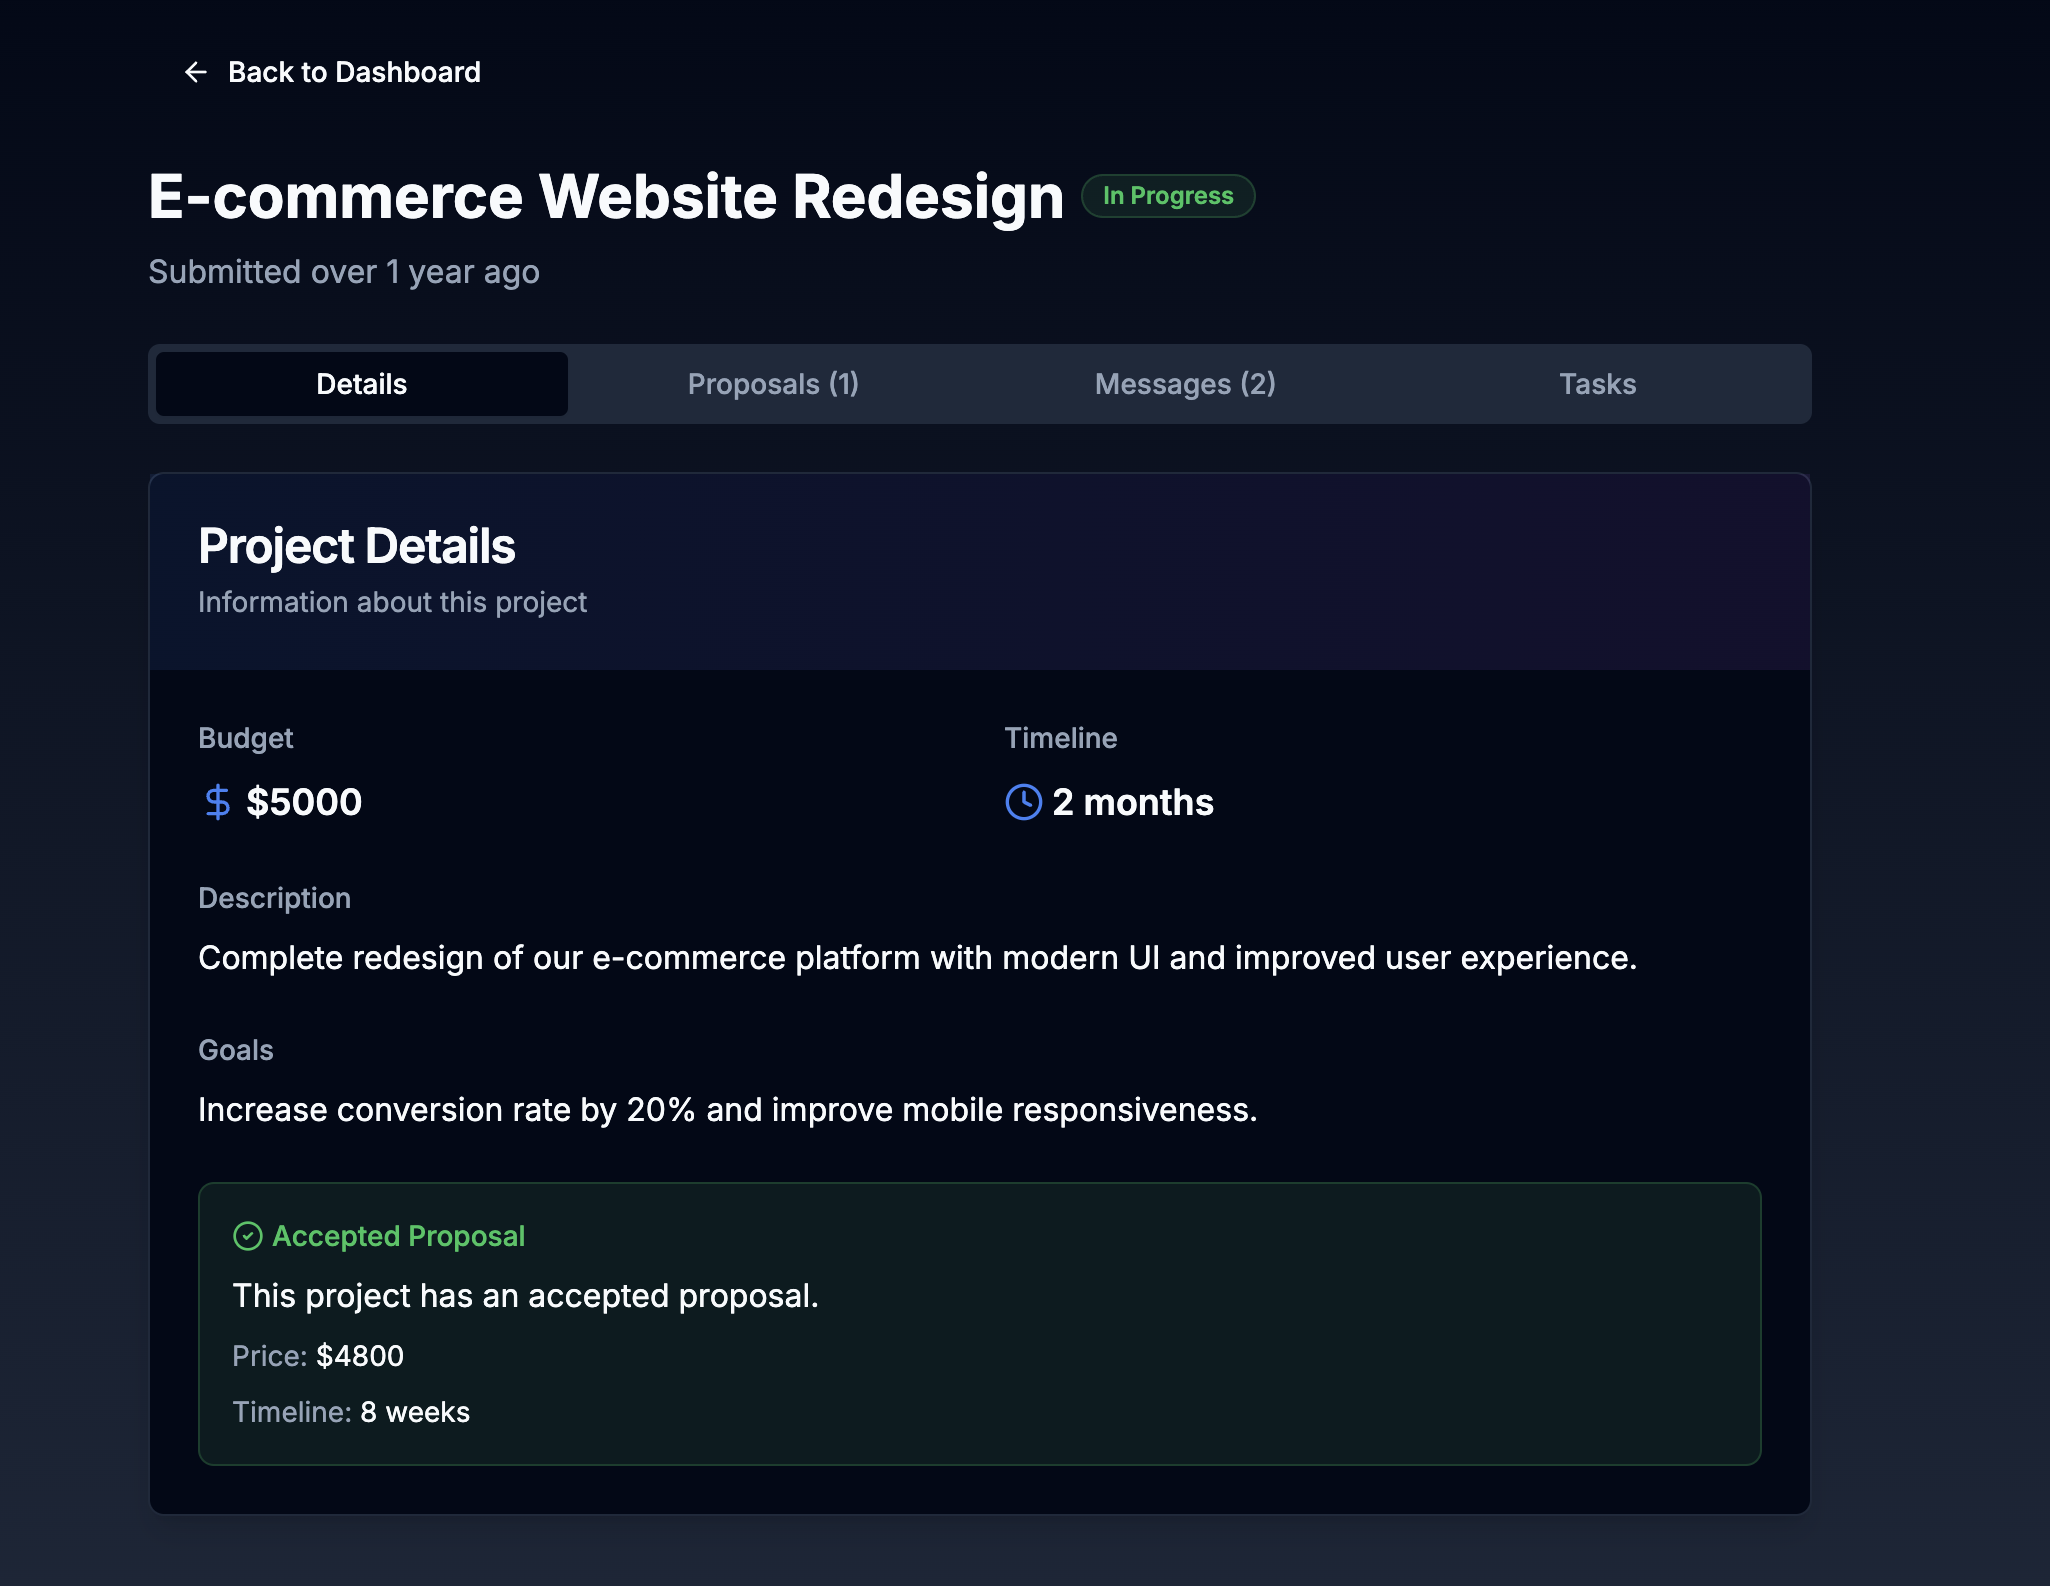 Back to Dashboard
E-commerce Website Redesign In Progress
Submitted over 1 year ago
Details Proposals (1) Messages (2) Tasks
Project Details
Information about this project
Budget Timeline
$5000 2 months
Description
Complete redesign of our e-commerce platform with modern UI and improved user experience.
Goals
Increase conversion rate by 20% and improve mobile responsiveness.
Accepted Proposal
This project has an accepted proposal.
Price: $4800
Timeline: 8 weeks